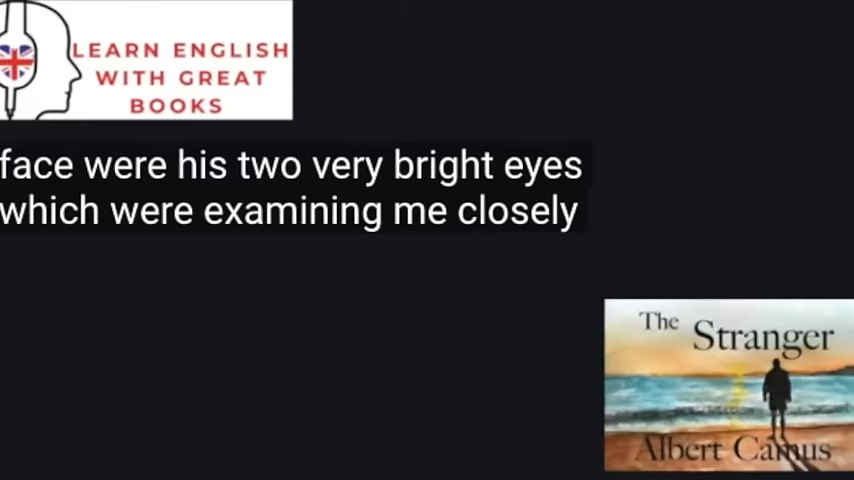 LEARN ENGLISH
WITH GREAT
BOOKS
face were his two very bright eyes
which were examining me closely
The Stranger
Albert Camus